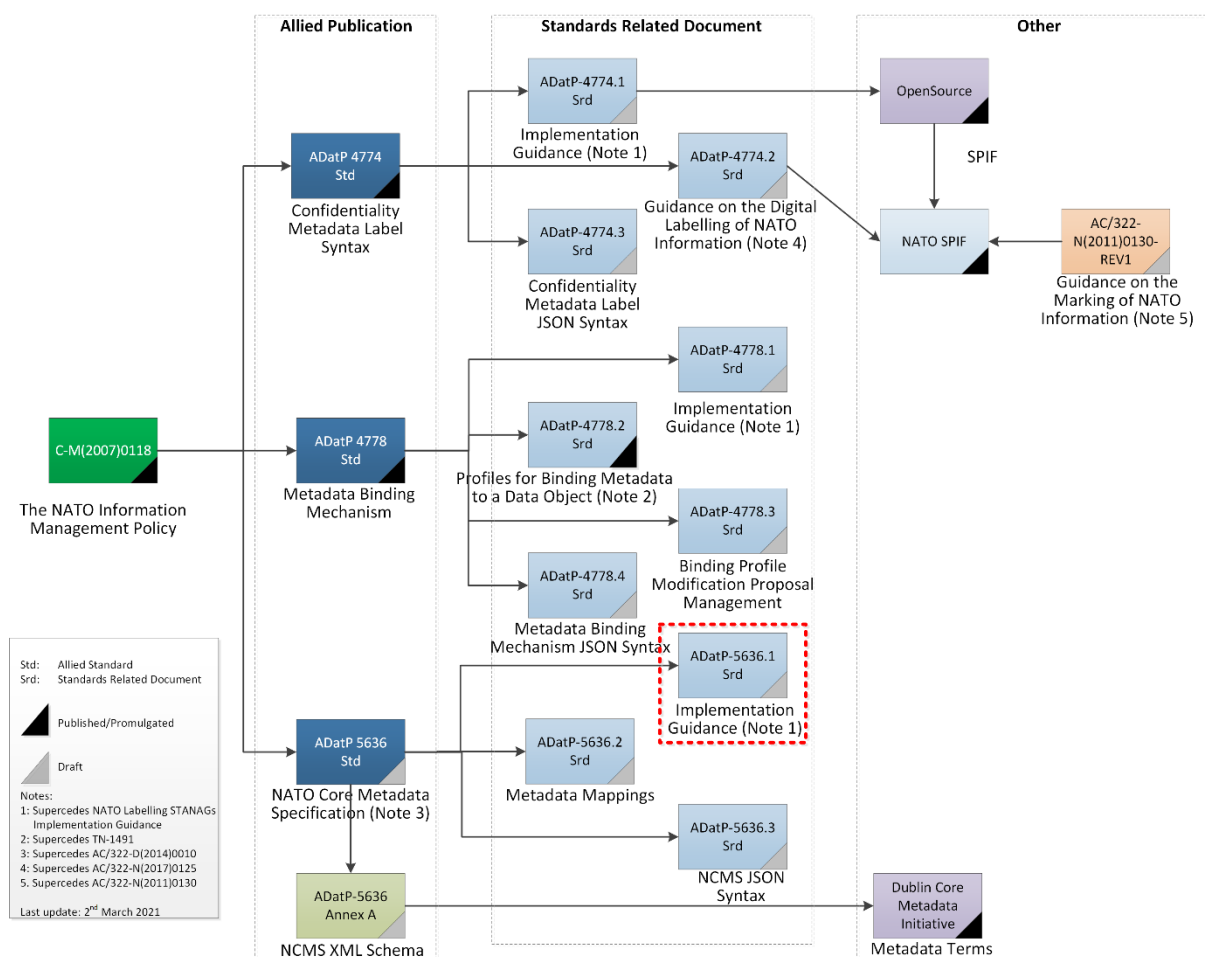 Allied Publication
Standards Related Document
Other
ADatP-4774.1
Srd
Implementation
Guidance (Note 1)
OpenSource
SPIF
ADatP 4774
Std
Confidentiality
Metadata Label
Syntax
ADatP-4774.2
Srd
Guidance on the Digital
Labelling of NATO
Information (Note 4)
ADatP-4774.3
Srd
Confidentiality
Metadata Label
JSON Syntax
NATO SPIF
AC/322-
N(2011)0130-
REV1
Guidance on the
Marking of NATO
Information (Note 5)
ADatP-4778.1
Srd
Implementation
Guidance (Note 1)
C-M(2007)0118
The NATO Information
Management Policy
ADatP 4778
Std
Metadata Binding
Mechanism
ADatP-4778.2
Srd
Profiles for Binding Metadata
to a Data Object (Note 2)
ADatP-4778.3
Srd
Binding Profile
Modification Proposal
Management
ADatP-4778.4
Srd
Metadata Binding
Mechanism JSON Syntax
ADatP-5636.1
Srd
Implementation
Guidance (Note 1)
ADatP 5636
Std
NATO Core Metadata
Specification (Note 3)
ADatP-5636.2
Srd
Metadata Mappings
ADatP-5636.3
Srd
NCMS JSON
Syntax
ADatP-5636
Annex A
NCMS XML Schema
Dublin Core
Metadata
Initiative
Metadata Terms
Std: Allied Standard
Srd: Standards Related Document
Published/Promulgated
Draft
Notes:
1: Supercedes NATO Labelling STANAGs
Implementation Guidance
2: Supercedes TN-1491
3: Supercedes AC/322-D(2014)0010
4: Supercedes AC/322-N(2017)0125
5. Supercedes AC/322-N(2011)0130
Last update: 2nd March 2021